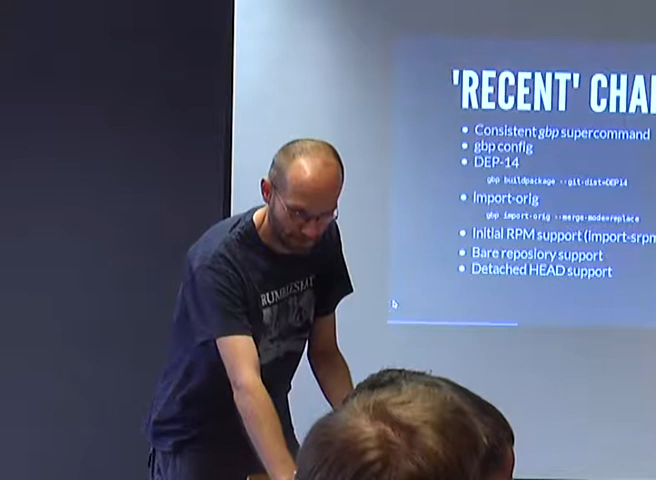 'RECENT' CHA
• Consistent gbp supercommand
• gbp config
• DEP-14
gbp buildpackage --git-dist=DEP14
• Import-orig
gbp import-orig --merge-mode=replace
• Initial RPM support (import-srpm
• Bare repository support
• Detached HEAD support